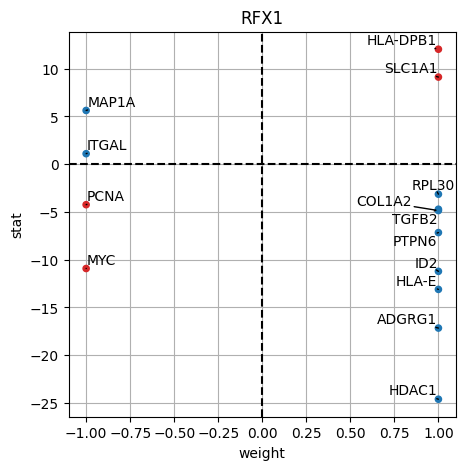 RFX1
HLA-DPB1
SLC1A1
MAP1A
ITGAL
PCNA
MYC
RPL30
COL1A2
TGFB2
PTPN6
ID2
HLA-E
ADGRG1
HDAC1
stat
10
5
0
−5
−10
−15
−20
−25
−1.00 −0.75 −0.50 −0.25 0.00 0.25 0.50 0.75 1.00
weight